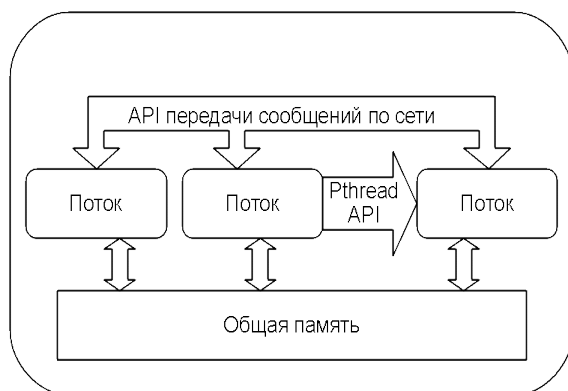 API передачи сообщений по сети
Поток
Поток
Pthread
API
Поток
Общая память